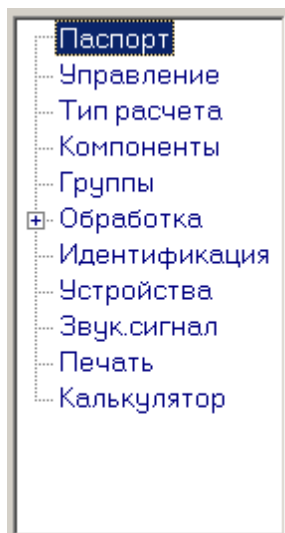 Паспорт
Управление
Тип расчета
Компоненты
Группы
Обработка
Идентификация
Устройства
Звук.сигнал
Печать
Калькулятор